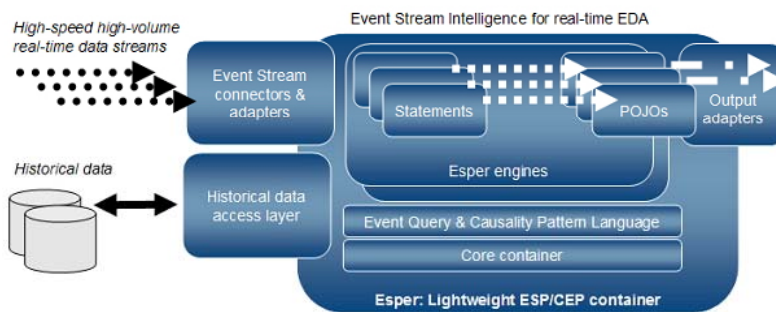 Event Stream Intelligence for real-time EDA
High-speed high-volume
real-time data streams
Event Stream
connectors &
adapters
Statements
POJOs
Output
adapters
Esper engines
Historical data
Historical data
access layer
Event Query & Causality Pattern Language
Core container
Esper: Lightweight ESP/CEP container